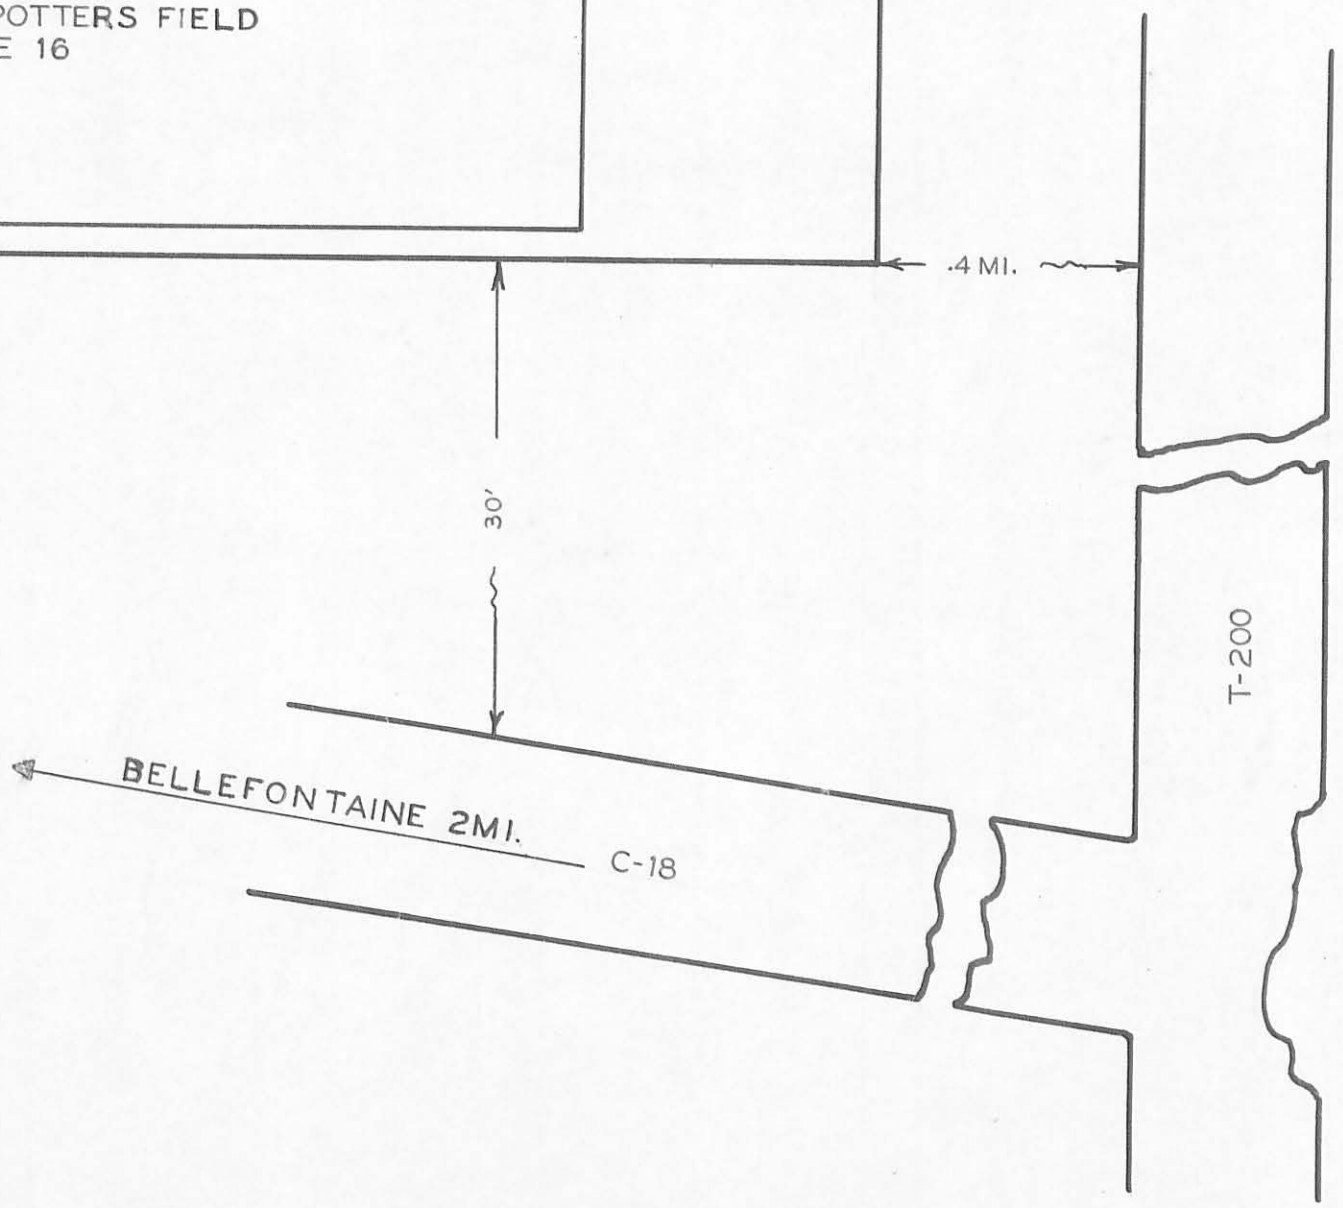 POTTERS FIELD
E 16
.4 MI.
30'
T-200
BELLEFONTAINE 2MI.
C-18